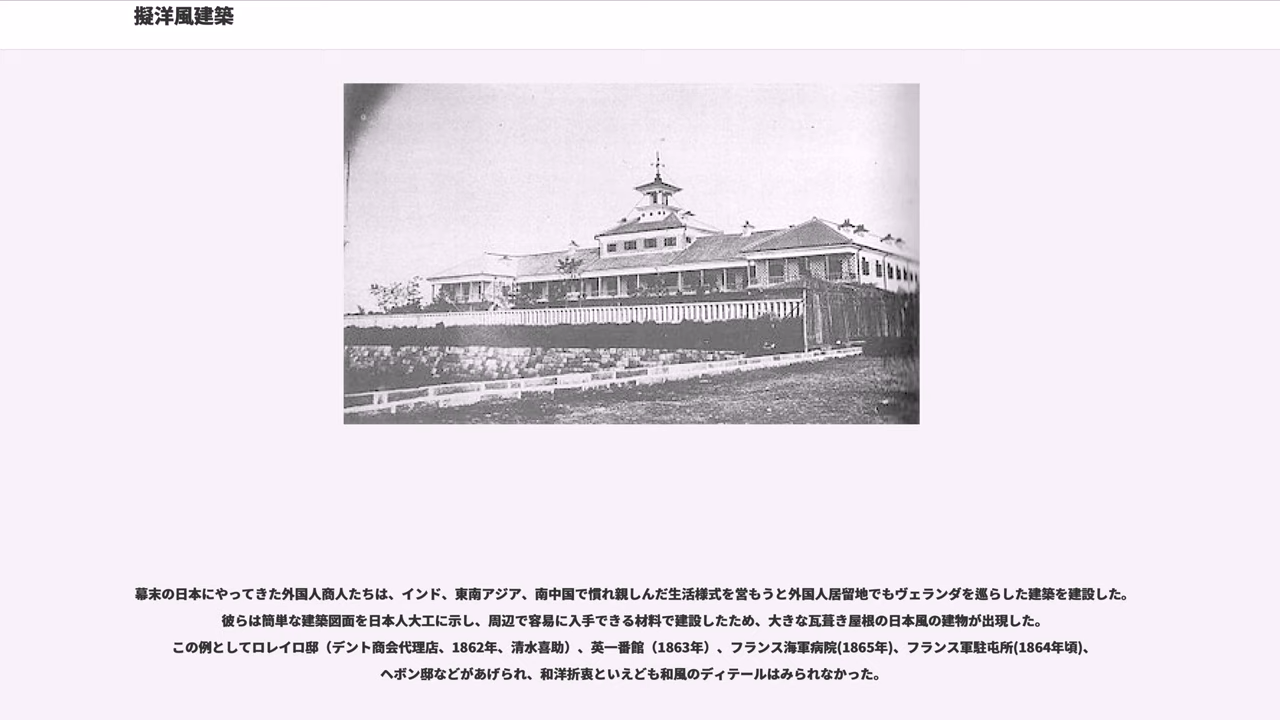 擬洋風建築
幕末の日本にやってきた外国人商人たちは、インド、東南アジア、南中国で慣れ親しんだ生活様式を営もうと外国人居留地でもヴェランダを巡らした建築を建設した。
彼らは簡単な建築図面を日本人大工に示し、周辺で容易に入手できる材料で建設したため、大きな瓦葺き屋根の日本風の建物が出現した。
この例としてロレイロ邸（デント商会代理店、1862年、清水喜助）、英一番館（1863年）、フランス海軍病院(1865年)、フランス軍駐屯所(1864年頃)、
ヘボン邸などがあげられ、和洋折衷といえども和風のディテールはみられなかった。